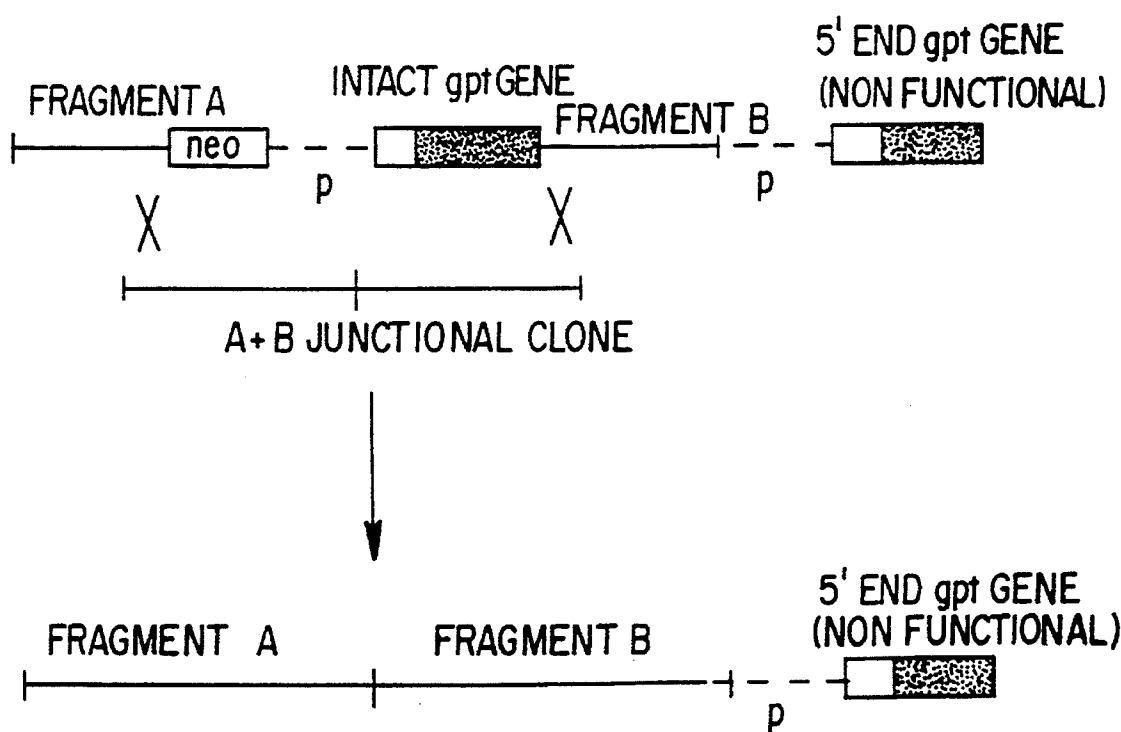 5' END gpt GENE
(NON FUNCTIONAL)
INTACT gpt GENE
FRAGMENT A
FRAGMENT B
neo
p
p
A+B JUNCTIONAL CLONE
5' END gpt GENE
(NON FUNCTIONAL)
FRAGMENT A
FRAGMENT B
p